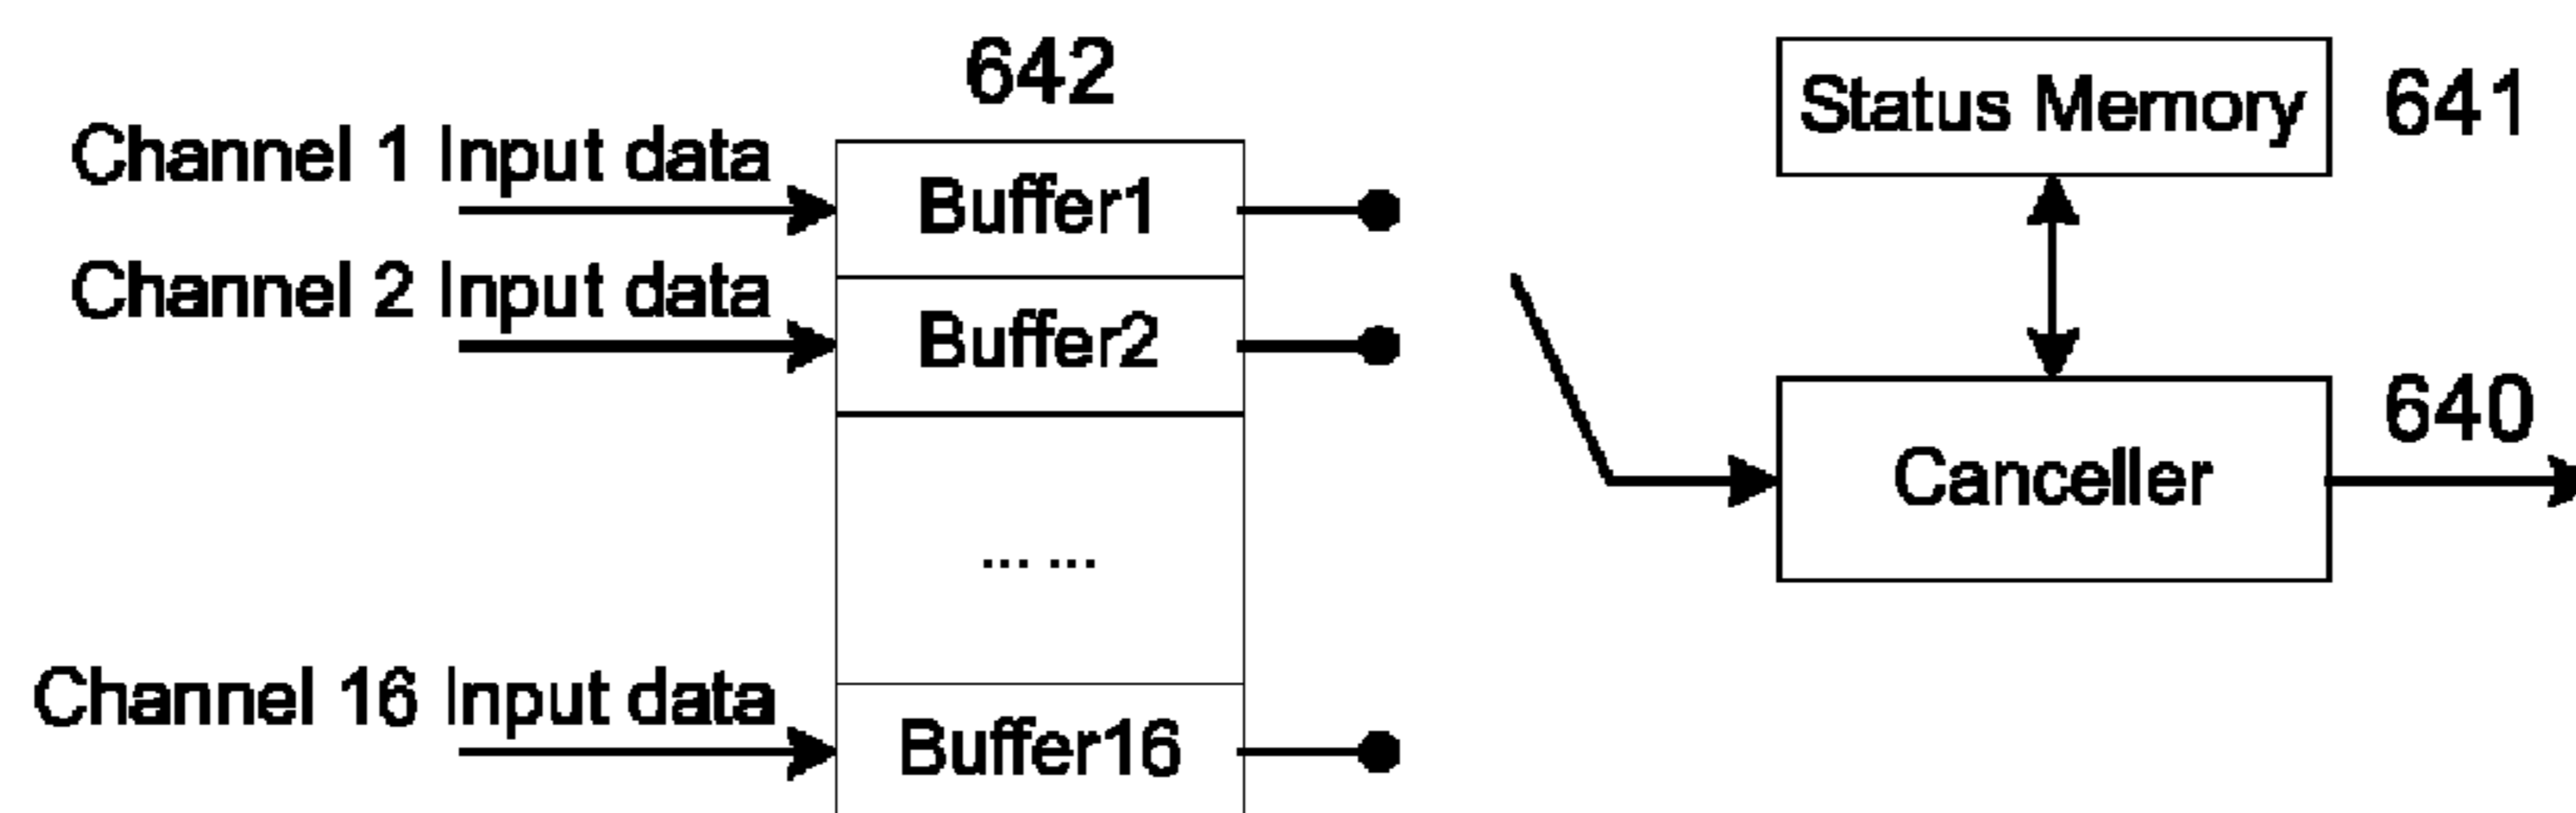 642
Channel 1 Input data
Buffer1
Channel 2 Input data
Buffer2
... ...
Channel 16 Input data
Buffer16
Status Memory
641
Canceller
640